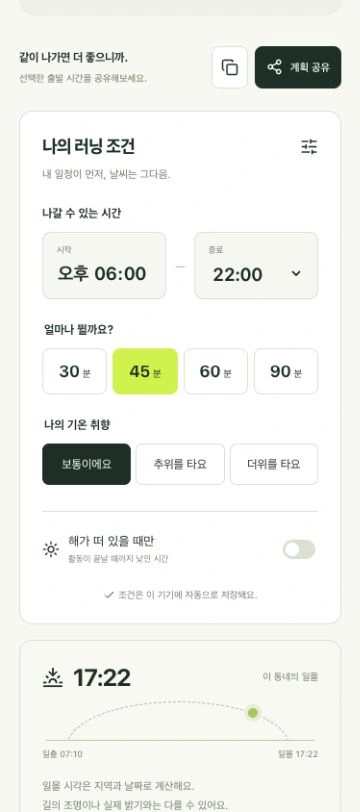 같이 나가면 더 좋으니까.
선택한 출발 시간을 공유해보세요.
계획 공유
나의 러닝 조건
내 일정이 먼저, 날씨는 그다음.
나갈 수 있는 시간
시작
오후 06:00
–
종료
22:00
얼마나 뛸까요?
30 분
45 분
60 분
90 분
나의 기온 취향
보통이에요
추위를 타요
더위를 타요
해가 떠 있을 때만
활동이 끝날 때까지 낮인 시간
조건은 이 기기에 자동으로 저장돼요.
17:22
이 동네의 일몰
일출 07:10
일몰 17:22
일몰 시각은 지역과 날짜로 계산해요.
길의 조명이나 실제 밝기와는 다를 수 있어요.